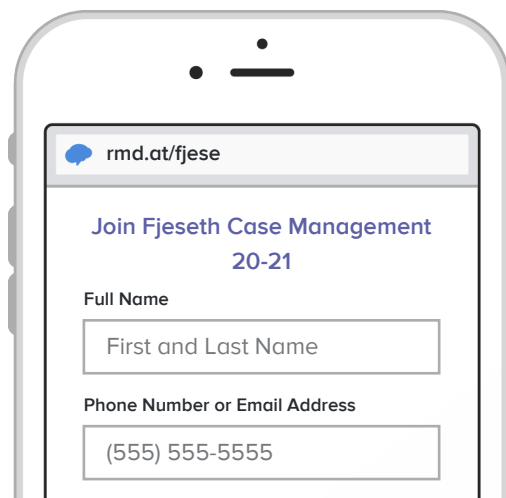 rmd.at/fjese
Join Fjeseth Case Management
20-21
Full Name
First and Last Name
Phone Number or Email Address
(555) 555-5555